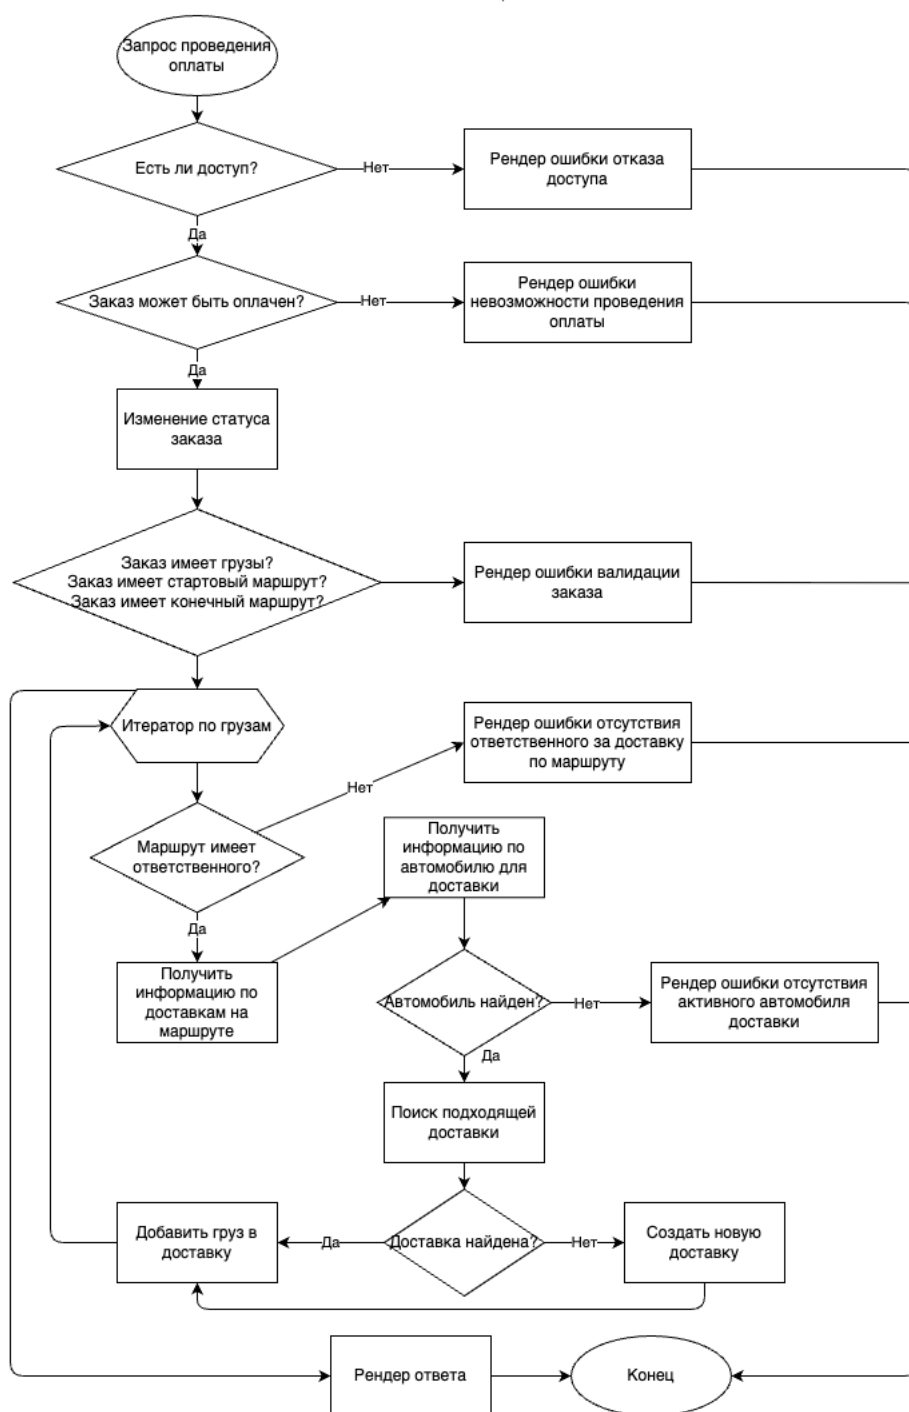 Запрос проведения
оплаты
Есть ли доступ?
Нет
Рендер ошибки отказа
доступа
Да
Заказ может быть оплачен?
Нет
Рендер ошибки
невозможности проведения
оплаты
Да
Изменение статуса
заказа
Заказ имеет грузы?
Заказ имеет стартовый маршрут?
Заказ имеет конечный маршрут?
Рендер ошибки валидации
заказа
Итератор по грузам
Рендер ошибки отсутствия
ответственного за доставку
по маршруту
Нет
Маршрут имеет
ответственного?
Получить
информацию по
автомобилю для
доставки
Да
Получить
информацию по
доставкам на
маршруте
Автомобиль найден?
Нет
Рендер ошибки отсутствия
активного автомобиля
доставки
Да
Поиск подходящей
доставки
Добавить груз в
доставку
Да
Доставка найдена?
Нет
Создать новую
доставку
Рендер ответа
Конец